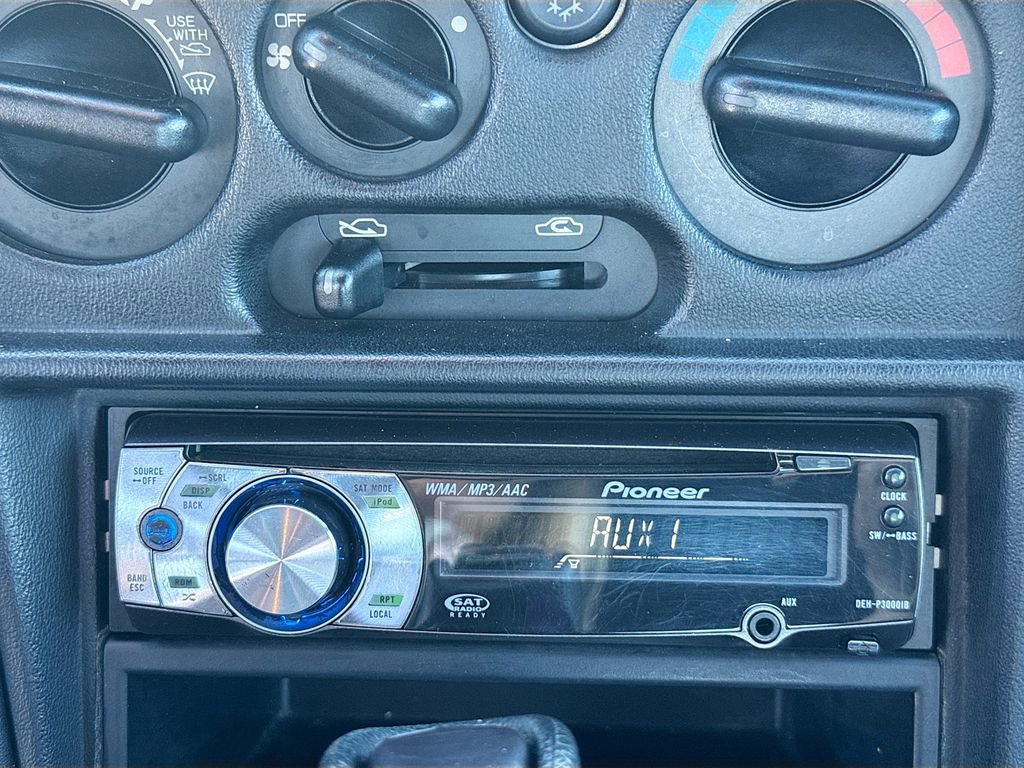 USE
WITH
OFF
SOURCE
OFF
SCRL
DISP
BACK
SAT MODE
iPod
BAND
ESC
RDM
RPT
LOCAL
WMA/MP3/AAC
Pioneer
AUX 1
SAT
RADIO
READY
AUX
CLOCK
SW/BASS
DEH-P3000IB